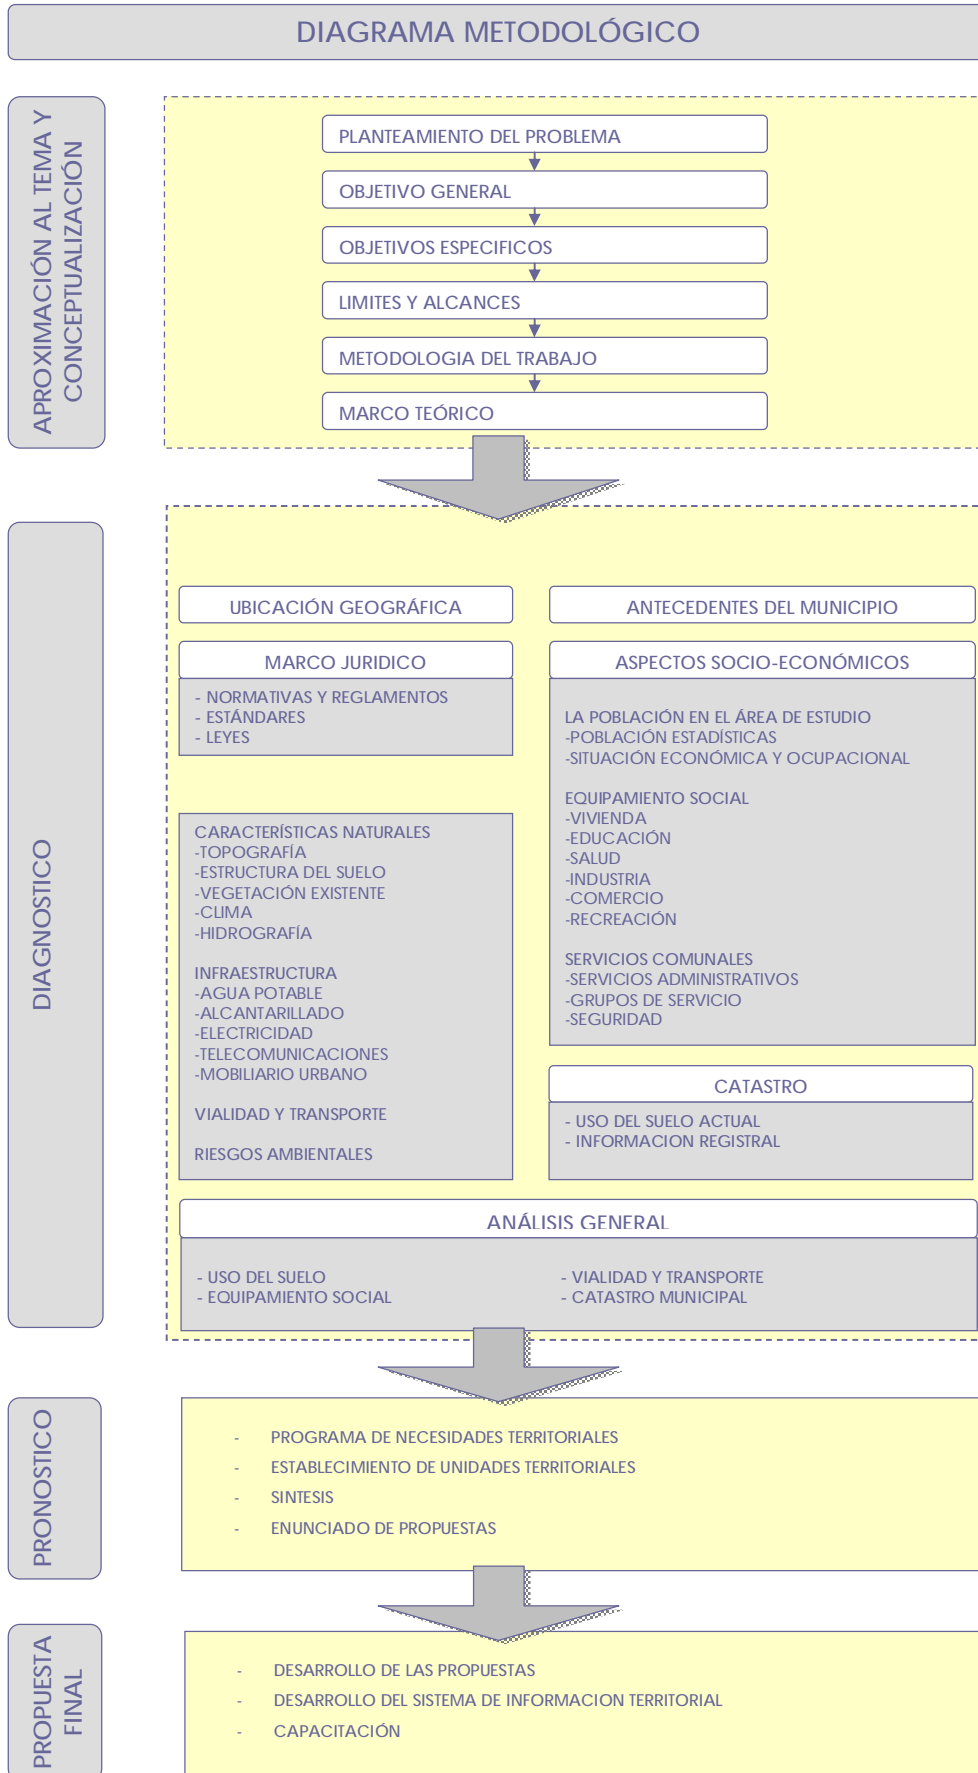 DIAGRAMA METODOLÓGICO
APROXIMACIÓN AL TEMA Y
CONCEPTUALIZACIÓN
PLANTEAMIENTO DEL PROBLEMA
OBJETIVO GENERAL
OBJETIVOS ESPECIFICOS
LIMITES Y ALCANCES
METODOLOGIA DEL TRABAJO
MARCO TEÓRICO
DIAGNOSTICO
UBICACIÓN GEOGRÁFICA
MARCO JURIDICO
- NORMATIVAS Y REGLAMENTOS
- ESTÁNDARES
- LEYES
CARACTERÍSTICAS NATURALES
-TOPOGRAFÍA
-ESTRUCTURA DEL SUELO
-VEGETACIÓN EXISTENTE
-CLIMA
-HIDROGRAFÍA
INFRAESTRUCTURA
-AGUA POTABLE
-ALCANTARILLADO
-ELECTRICIDAD
-TELECOMUNICACIONES
-MOBILIARIO URBANO
VIALIDAD Y TRANSPORTE
RIESGOS AMBIENTALES
ANTECEDENTES DEL MUNICIPIO
ASPECTOS SOCIO-ECONÓMICOS
LA POBLACIÓN EN EL ÁREA DE ESTUDIO
-POBLACIÓN ESTADÍSTICAS
-SITUACIÓN ECONÓMICA Y OCUPACIONAL
EQUIPAMIENTO SOCIAL
-VIVIENDA
-EDUCACIÓN
-SALUD
-INDUSTRIA
-COMERCIO
-RECREACIÓN
SERVICIOS COMUNALES
-SERVICIOS ADMINISTRATIVOS
-GRUPOS DE SERVICIO
-SEGURIDAD
CATASTRO
- USO DEL SUELO ACTUAL
- INFORMACION REGISTRAL
ANÁLISIS GENERAL
- USO DEL SUELO
- EQUIPAMIENTO SOCIAL
- VIALIDAD Y TRANSPORTE
- CATASTRO MUNICIPAL
PRONOSTICO
- PROGRAMA DE NECESIDADES TERRITORIALES
- ESTABLECIMIENTO DE UNIDADES TERRITORIALES
- SINTESIS
- ENUNCIADO DE PROPUESTAS
PROPUESTA
FINAL
- DESARROLLO DE LAS PROPUESTAS
- DESARROLLO DEL SISTEMA DE INFORMACION TERRITORIAL
- CAPACITACIÓN